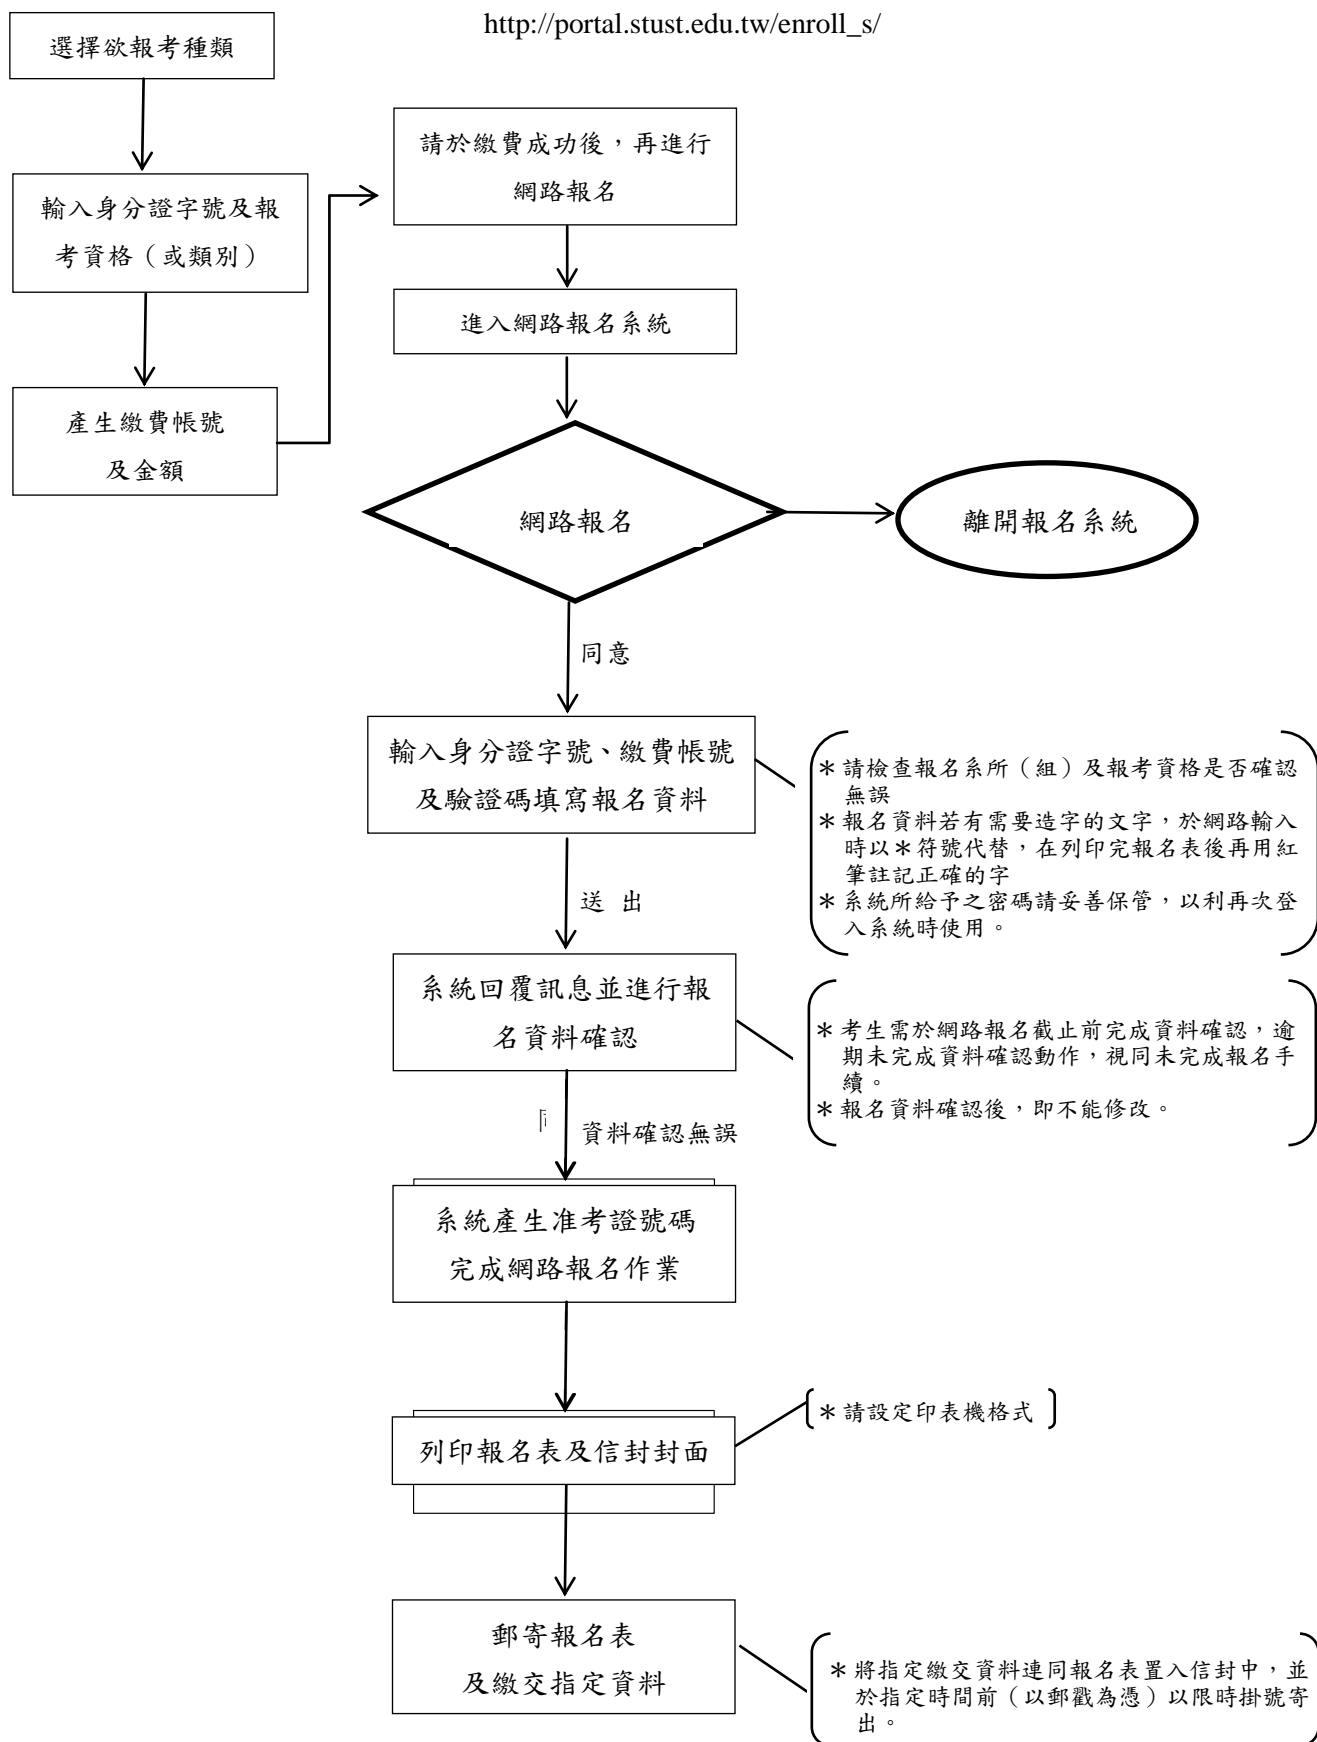 http://portal.stust.edu.tw/enroll_s/
選擇欲報考種類
輸入身分證字號及報
考資格（或類別）
產生繳費帳號
及金額
請於繳費成功後，再進行
網路報名
進入網路報名系統
網路報名
離開報名系統
同意
輸入身分證字號、繳費帳號
及驗證碼填寫報名資料
＊請檢查報名系所（組）及報考資格是否確認
無誤
＊報名資料若有需要造字的文字，於網路輸入
時以＊符號代替，在列印完報名表後再用紅
筆註記正確的字
＊系統所給予之密碼請妥善保管，以利再次登
入系統時使用。
送 出
系統回覆訊息並進行報
名資料確認
＊考生需於網路報名截止前完成資料確認，逾
期未完成資料確認動作，視同未完成報名手
續。
＊報名資料確認後，即不能修改。
資料確認無誤
系統產生准考證號碼
完成網路報名作業
列印報名表及信封封面
＊請設定印表機格式
郵寄報名表
及繳交指定資料
＊將指定繳交資料連同報名表置入信封中，並
於指定時間前（以郵戳為憑）以限時掛號寄
出。